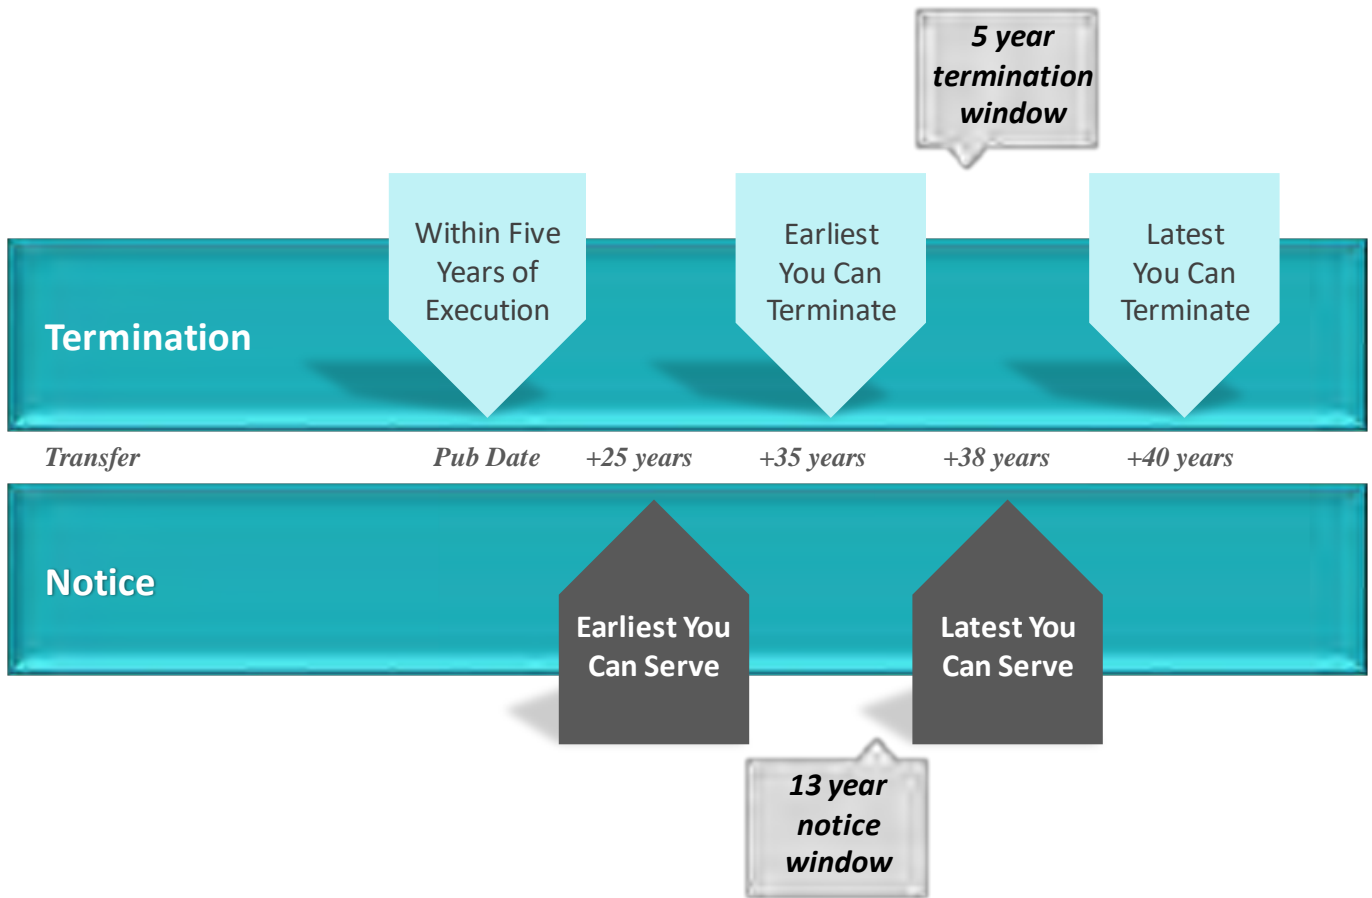 5 year
termination
window
Within Five
Years of
Execution
Earliest
You Can
Terminate
Latest
You Can
Terminate
Termination
Transfer Pub Date +25 years +35 years +38 years +40 years
Notice
Earliest You
Can Serve
Latest You
Can Serve
13 year
notice
window